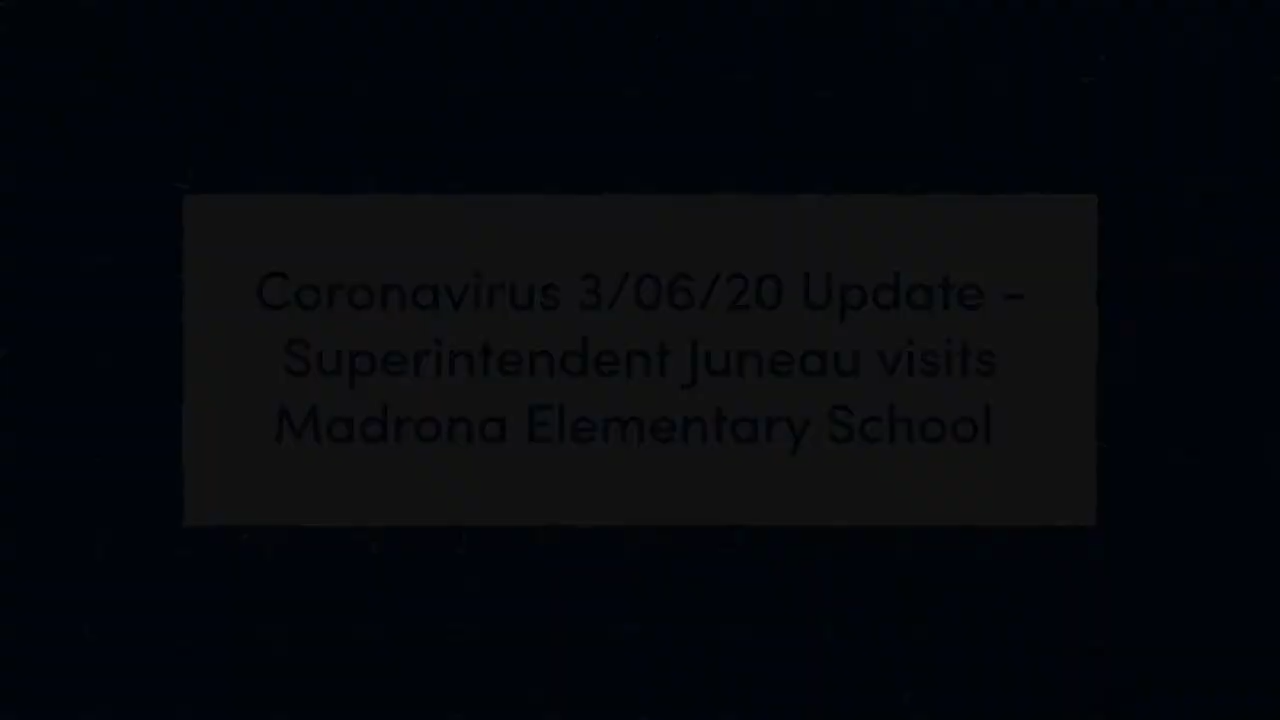 Coronavirus 3/06/20 Update -
Superintendent Juneau visits
Madrona Elementary School